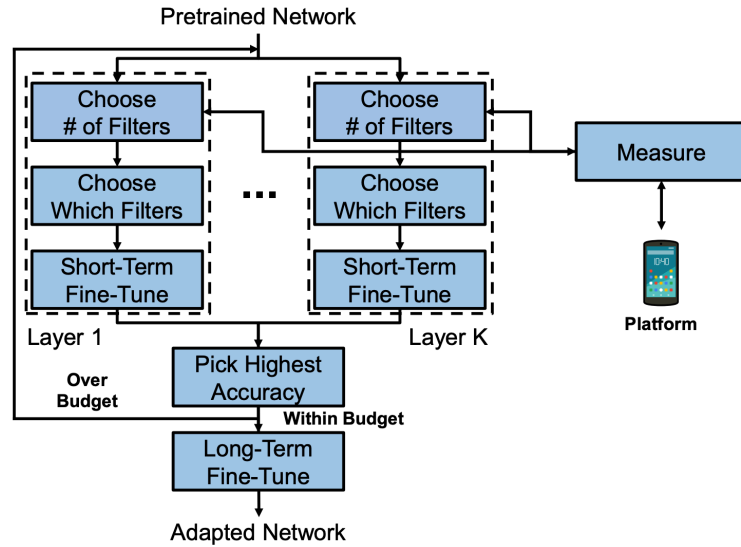 Pretrained Network
Choose
# of Filters
Choose
Which Filters
Short-Term
Fine-Tune
Layer 1
...
Choose
# of Filters
Choose
Which Filters
Short-Term
Fine-Tune
Layer K
Measure
10:40
Platform
Pick Highest
Accuracy
Over
Budget
Within Budget
Long-Term
Fine-Tune
Adapted Network